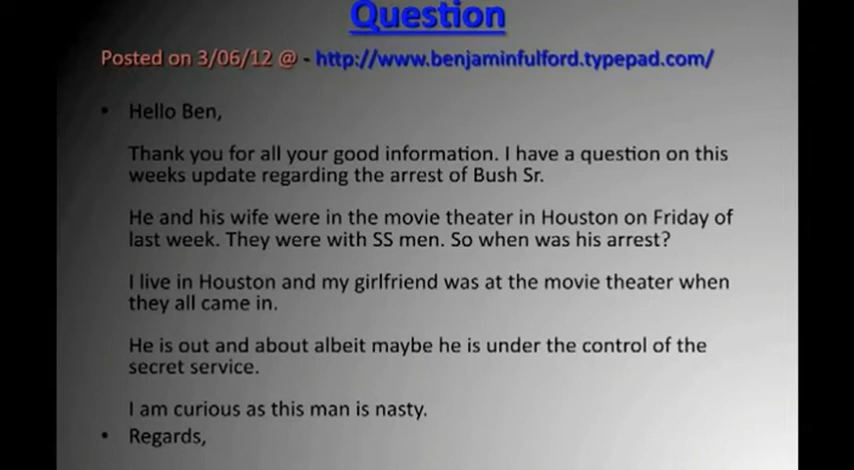 Question
Posted on 3/06/12 @ - http://www.benjaminfulford.typepad.com/
• Hello Ben,
Thank you for all your good information. I have a question on this
weeks update regarding the arrest of Bush Sr.
He and his wife were in the movie theater in Houston on Friday of
last week. They were with SS men. So when was his arrest?
I live in Houston and my girlfriend was at the movie theater when
they all came in.
He is out and about albeit maybe he is under the control of the
secret service.
I am curious as this man is nasty.
• Regards,